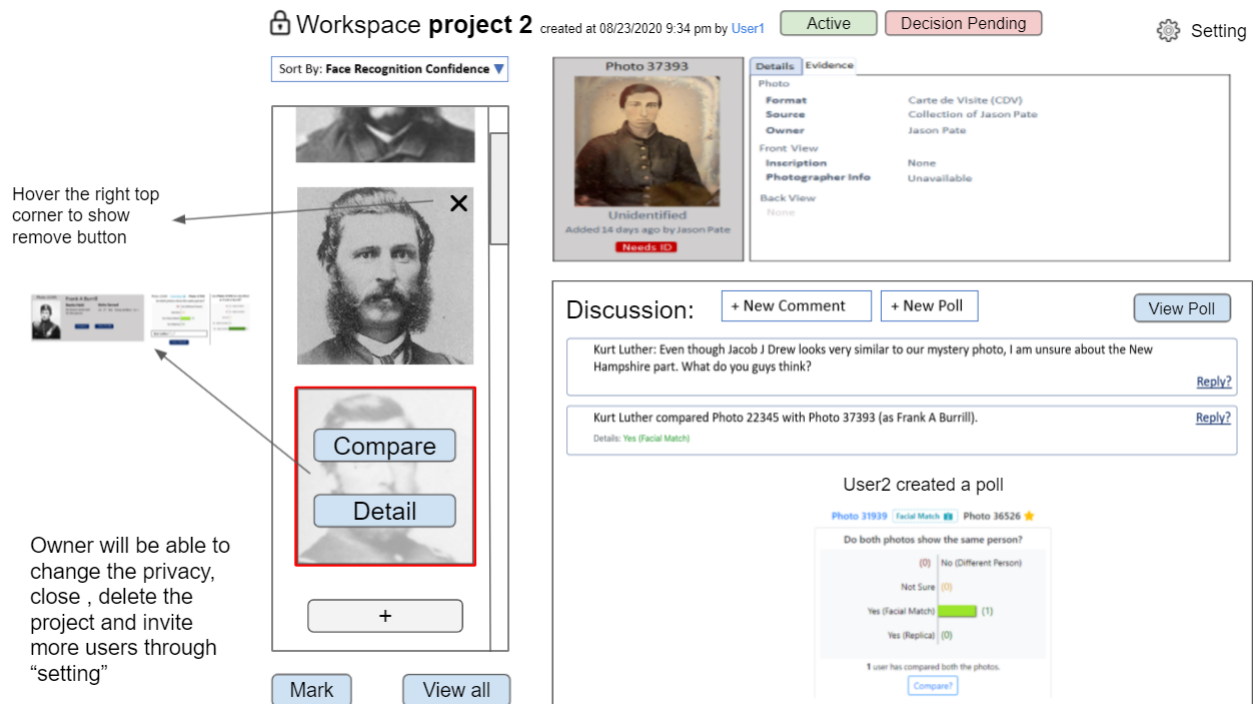 Workspace project 2 created at 08/23/2020 9:34 pm by User1
Active
Decision Pending
Setting
Sort By: Face Recognition Confidence
Hover the right top
corner to show
remove button
Frank A Burrill
Compare
Detail
+
Owner will be able to
change the privacy,
close , delete the
project and invite
more users through
“setting”
Mark
View all
Photo 37393
Unidentified
Added 14 days ago by Jason Pate
Needs ID
Details
Evidence
Photo
Format Carte de Visite (CDV)
Source Collection of Jason Pate
Owner Jason Pate
Front View
Inscription None
Photographer Info Unavailable
Back View
None
Discussion:
+ New Comment
+ New Poll
View Poll
Kurt Luther: Even though Jacob J Drew looks very similar to our mystery photo, I am unsure about the New
Hampshire part. What do you guys think?
Reply?
Kurt Luther compared Photo 22345 with Photo 37393 (as Frank A Burrill).
Reply?
Details: Yes (Facial Match)
User2 created a poll
Photo 31939 Facial Match Photo 36526
Do both photos show the same person?
(0) No (Different Person)
Not Sure (0)
Yes (Facial Match) (1)
Yes (Replica) (0)
1 user has compared both the photos.
Compare?